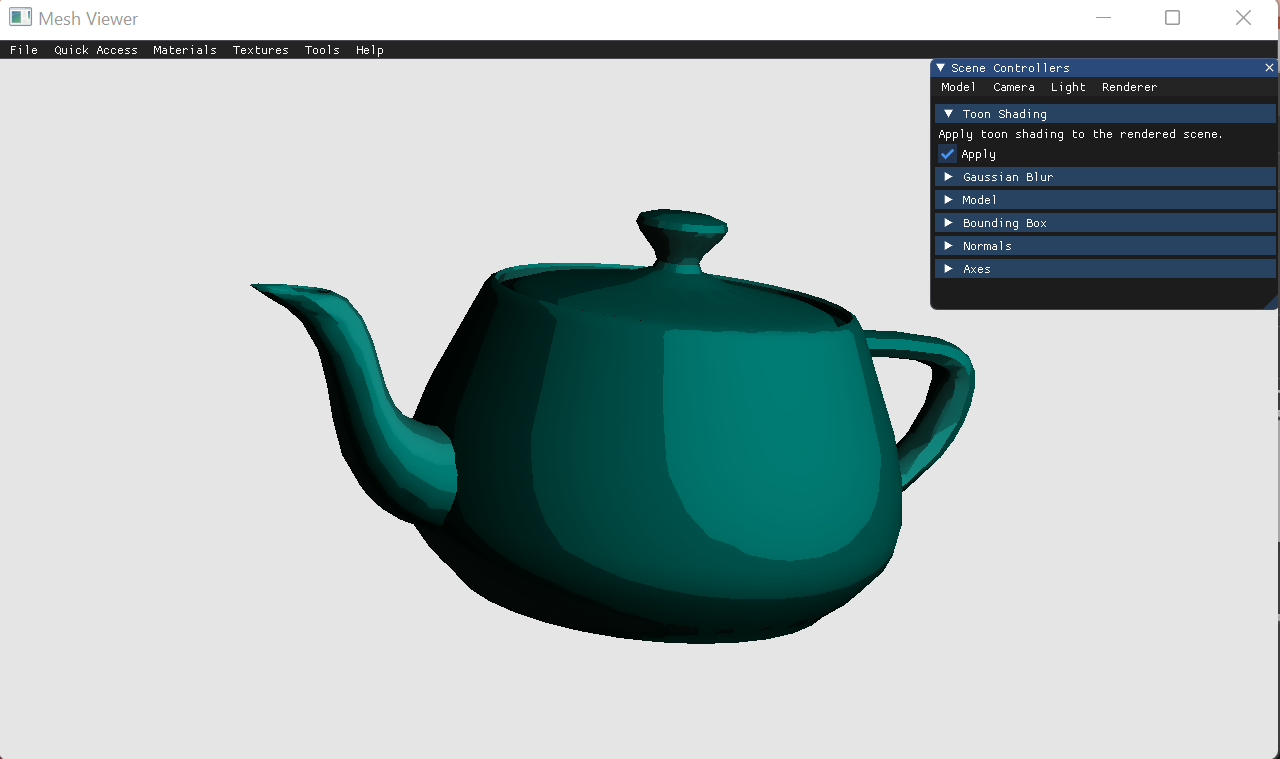 Mesh Viewer
File Quick Access Materials Textures Tools Help
Scene Controllers
Model Camera Light Renderer
Toon Shading
Apply toon shading to the rendered scene.
Apply
Gaussian Blur
Model
Bounding Box
Normals
Axes